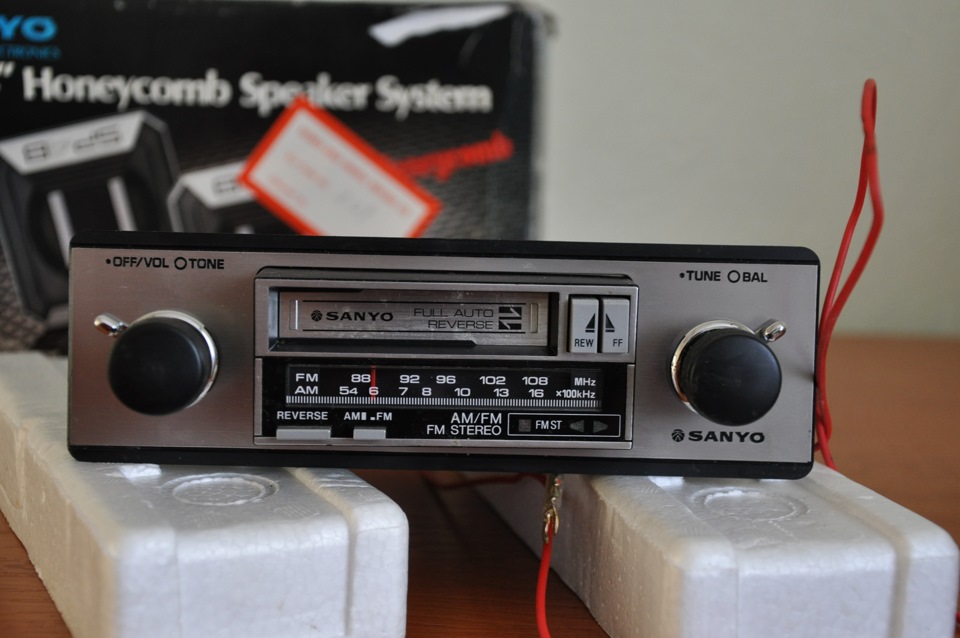 YO
" Honeycomb Speaker System
•OFF/VOL O TONE
•TUNE O BAL
SANYO FULL AUTO
REVERSE
REW FF
FM 88 92 96 102 108 MHz
AM 54 6 7 8 10 13 16 ×100kHz
REVERSE AM FM
AM/FM
FM STEREO
FM ST
SANYO